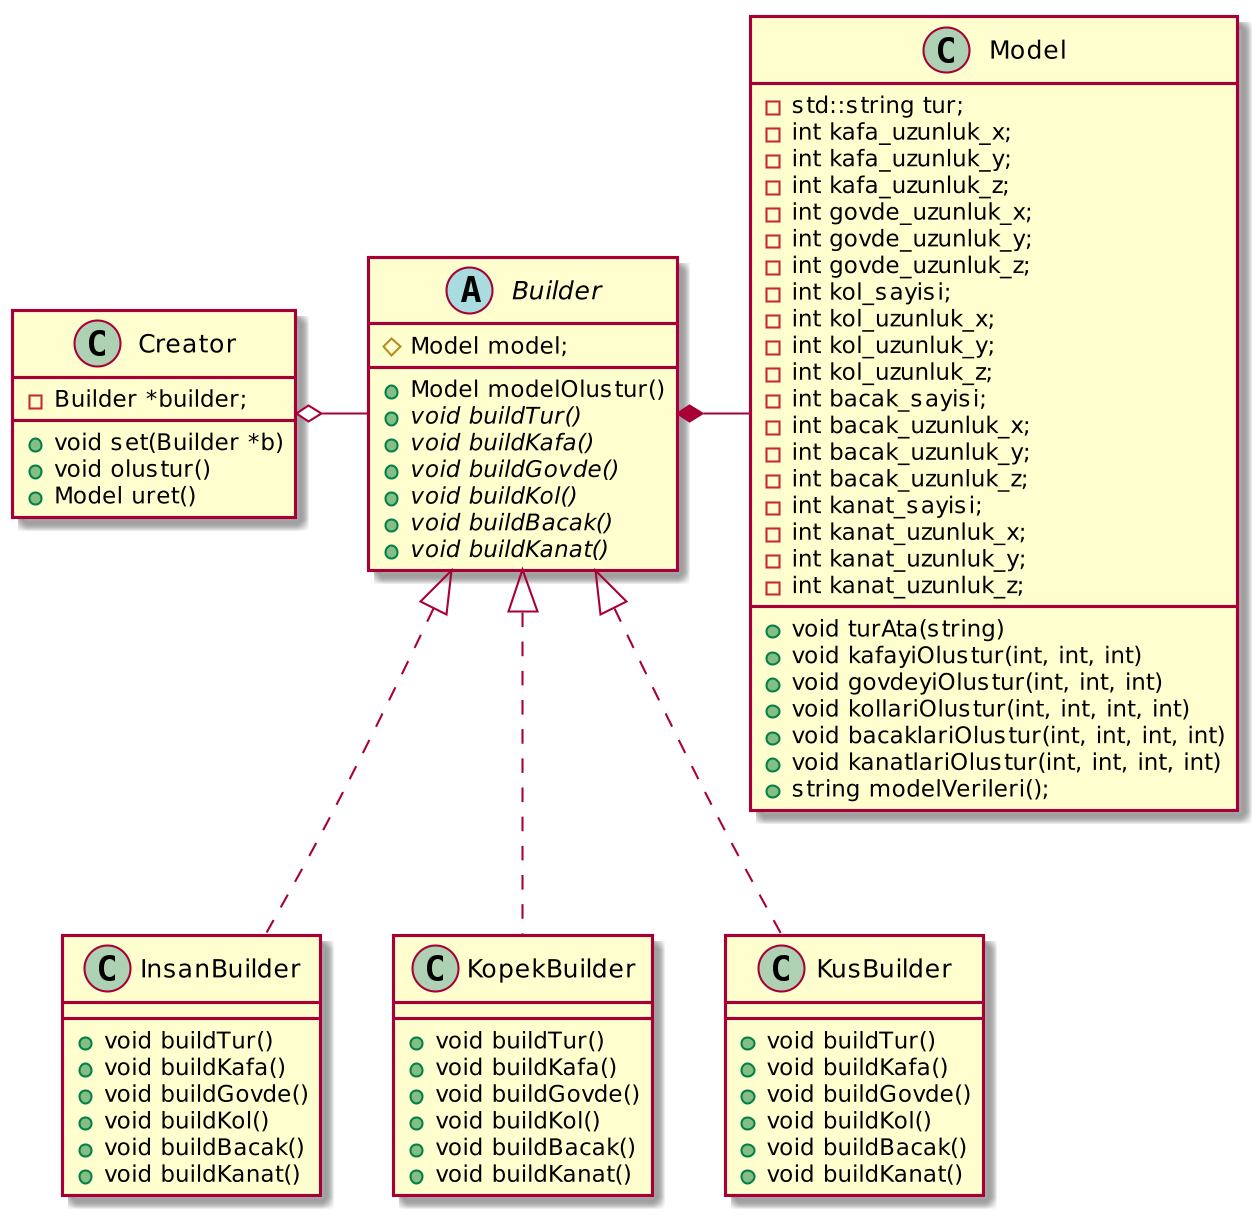 C Creator
Builder *builder;
void set(Builder *b)
void olustur()
Model uret()
A Builder
Model model;
Model modelOlustur()
void buildTur()
void buildKafa()
void buildGovde()
void buildKol()
void buildBacak()
void buildKanat()
C Model
std::string tur;
int kafa_uzunluk_x;
int kafa_uzunluk_y;
int kafa_uzunluk_z;
int govde_uzunluk_x;
int govde_uzunluk_y;
int govde_uzunluk_z;
int kol_sayisi;
int kol_uzunluk_x;
int kol_uzunluk_y;
int kol_uzunluk_z;
int bacak_sayisi;
int bacak_uzunluk_x;
int bacak_uzunluk_y;
int bacak_uzunluk_z;
int kanat_sayisi;
int kanat_uzunluk_x;
int kanat_uzunluk_y;
int kanat_uzunluk_z;
void turAta(string)
void kafayiOlustur(int, int, int)
void govdeyiOlustur(int, int, int)
void kollariOlustur(int, int, int, int)
void bacaklariOlustur(int, int, int, int)
void kanatlariOlustur(int, int, int, int)
string modelVerileri();
C InsanBuilder
void buildTur()
void buildKafa()
void buildGovde()
void buildKol()
void buildBacak()
void buildKanat()
C KopekBuilder
void buildTur()
void buildKafa()
void buildGovde()
void buildKol()
void buildBacak()
void buildKanat()
C KusBuilder
void buildTur()
void buildKafa()
void buildGovde()
void buildKol()
void buildBacak()
void buildKanat()